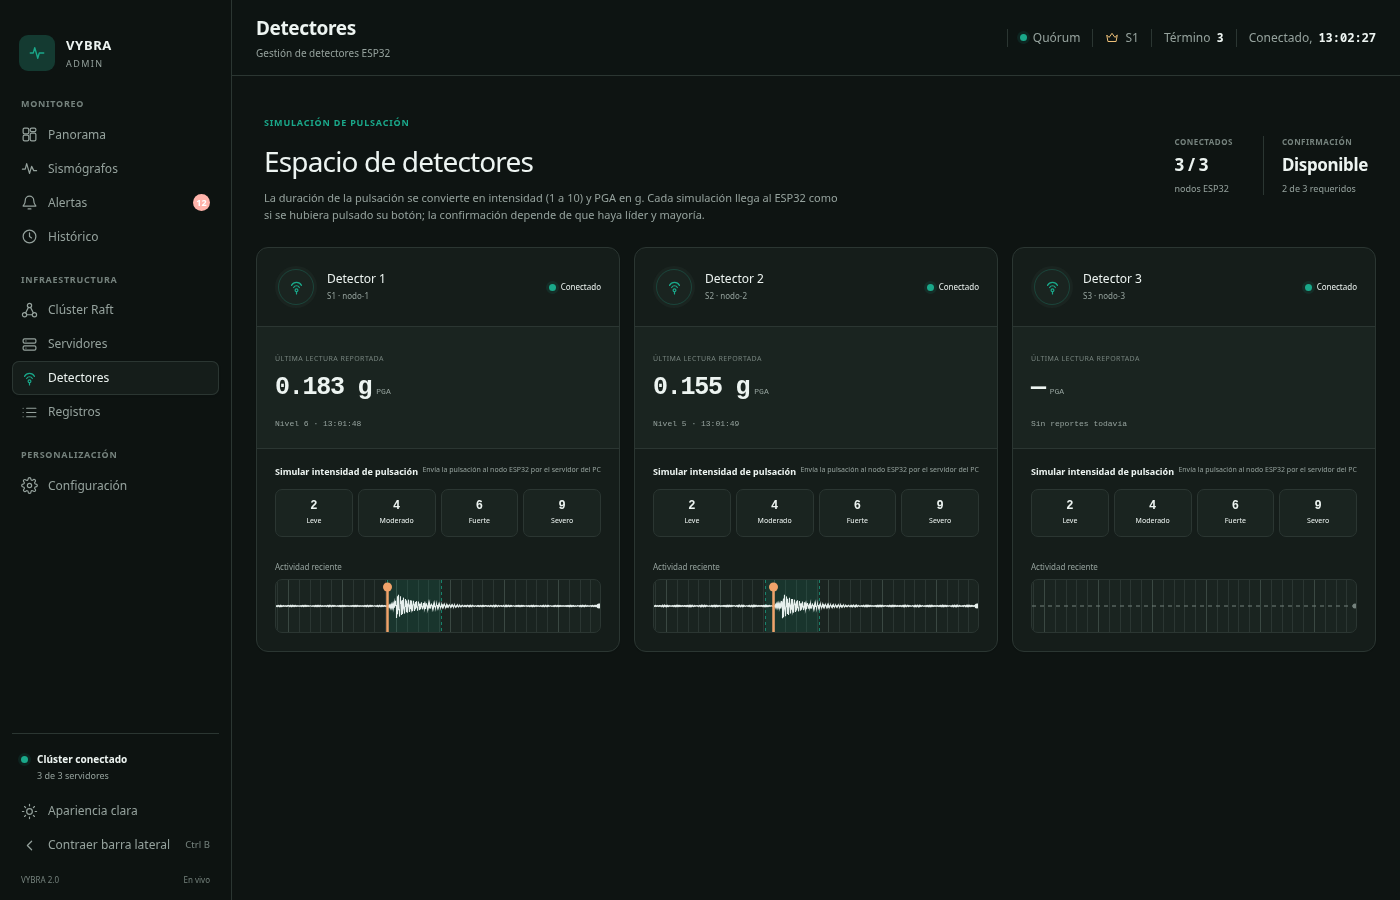 VYBRA
ADMIN
MONITOREO
Panorama
Sismógrafos
Alertas 12
Histórico
INFRAESTRUCTURA
Clúster Raft
Servidores
Detectores
Registros
PERSONALIZACIÓN
Configuración
Clúster conectado
3 de 3 servidores
Apariencia clara
Contraer barra lateral Ctrl B
VYBRA 2.0 En vivo
Detectores
Gestión de detectores ESP32
Quórum S1 Término 3 Conectado, 13:02:27
SIMULACIÓN DE PULSACIÓN
Espacio de detectores
La duración de la pulsación se convierte en intensidad (1 a 10) y PGA en g. Cada simulación llega al ESP32 como
si se hubiera pulsado su botón; la confirmación depende de que haya líder y mayoría.
CONECTADOS
3 / 3
nodos ESP32
CONFIRMACIÓN
Disponible
2 de 3 requeridos
Detector 1
S1 · nodo-1
Conectado
ÚLTIMA LECTURA REPORTADA
0.183 g PGA
Nivel 6 · 13:01:48
Simular intensidad de pulsación Envía la pulsación al nodo ESP32 por el servidor del PC
2 4 6 9
Leve Moderado Fuerte Severo
Actividad reciente
Detector 2
S2 · nodo-2
Conectado
ÚLTIMA LECTURA REPORTADA
0.155 g PGA
Nivel 5 · 13:01:49
Simular intensidad de pulsación Envía la pulsación al nodo ESP32 por el servidor del PC
2 4 6 9
Leve Moderado Fuerte Severo
Actividad reciente
Detector 3
S3 · nodo-3
Conectado
ÚLTIMA LECTURA REPORTADA
— PGA
Sin reportes todavía
Simular intensidad de pulsación Envía la pulsación al nodo ESP32 por el servidor del PC
2 4 6 9
Leve Moderado Fuerte Severo
Actividad reciente